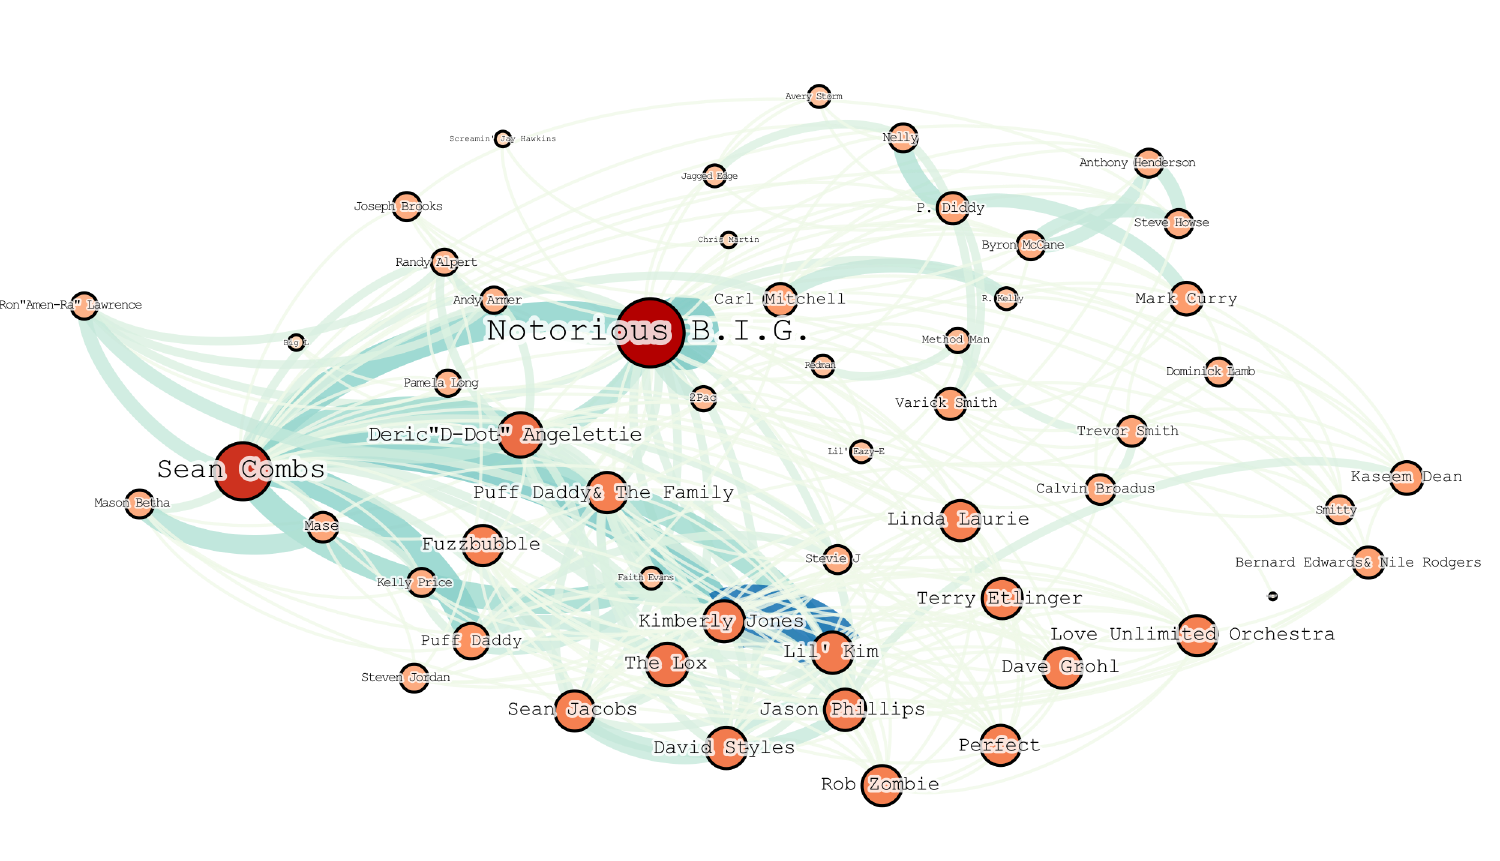 Avery Storm
Screamin' Jay Hawkins
Nelly
Anthony Henderson
Jagged Edge
Joseph Brooks
P. Diddy
Steve Howse
Chris Martin
Byron McCane
Randy Alpert
Ron"Amen-Ra" Lawrence
Andy Armer
Carl Mitchell
R. Kelly
Mark Curry
Notorious B.I.G.
Big L
Method Man
Redman
Dominick Lamb
Pamela Long
2Pac
Varick Smith
Deric"D-Dot" Angelettie
Trevor Smith
Lil' Eazy-E
Sean Combs
Kaseem Dean
Puff Daddy& The Family
Calvin Broadus
Mason Betha
Smitty
Mase
Linda Laurie
Fuzzbubble
Stevie J
Bernard Edwards& Nile Rodgers
Kelly Price
Faith Evans
Terry Etlinger
Kimberly Jones
Puff Daddy
Love Unlimited Orchestra
Lil' Kim
The Lox
Dave Grohl
Steven Jordan
Sean Jacobs
Jason Phillips
David Styles
Perfect
Rob Zombie